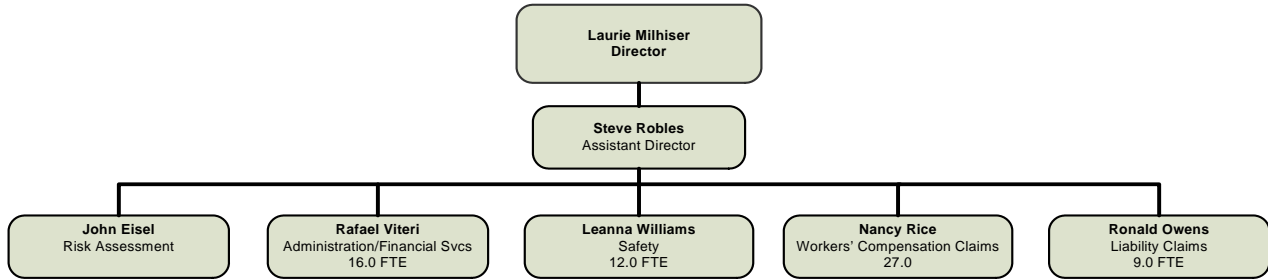 Laurie Milhiser
Director
Steve Robles
Assistant Director
John Eisel
Risk Assessment
Rafael Viteri
Administration/Financial Svcs
16.0 FTE
Leanna Williams
Safety
12.0 FTE
Nancy Rice
Workers' Compensation Claims
27.0
Ronald Owens
Liability Claims
9.0 FTE